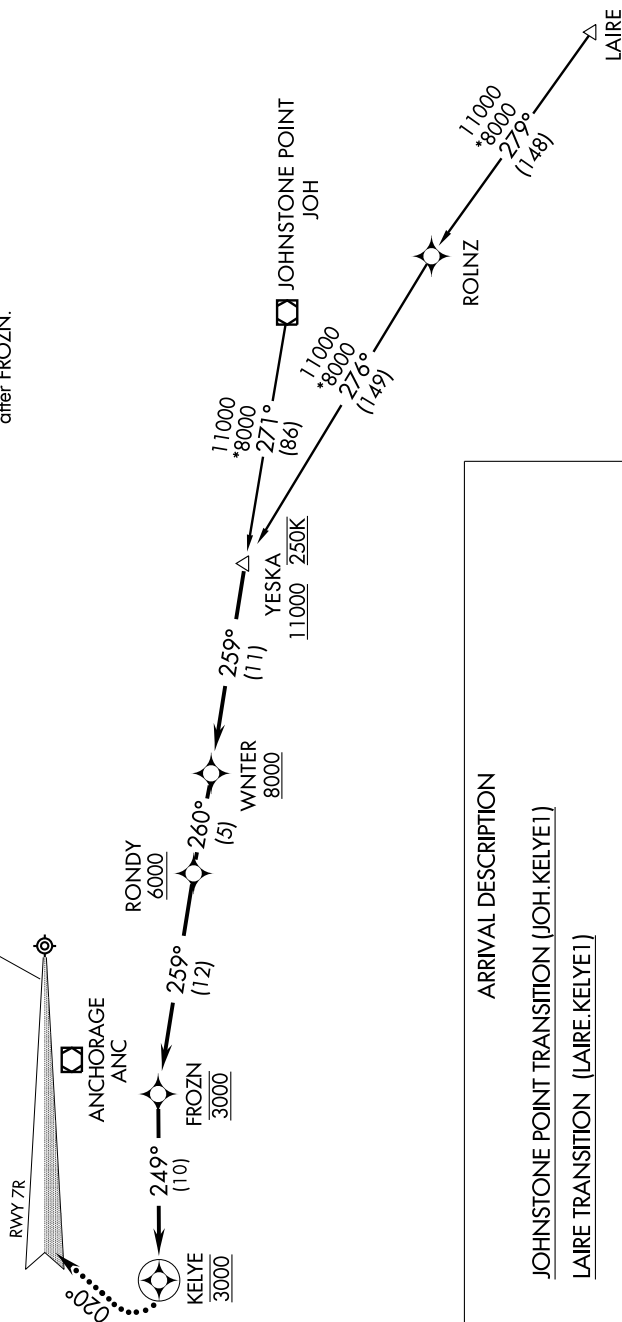 after FROZN.
RWY 7R
ANCHORAGE
ANC
020°
KELYE
3000
249°
(10)
FROZN
3000
259°
(12)
RONDY
6000
260°
(5)
WNTER
8000
259°
(11)
YESKA
11000 250K
11000
*8000
271°
(86)
JOHNSTONE POINT
JOH
11000
*8000
276°
(149)
ROLNZ
11000
*8000
279°
(148)
LAIRE
ARRIVAL DESCRIPTION
JOHNSTONE POINT TRANSITION (JOH.KELYE1)
LAIRE TRANSITION (LAIRE.KELYE1)